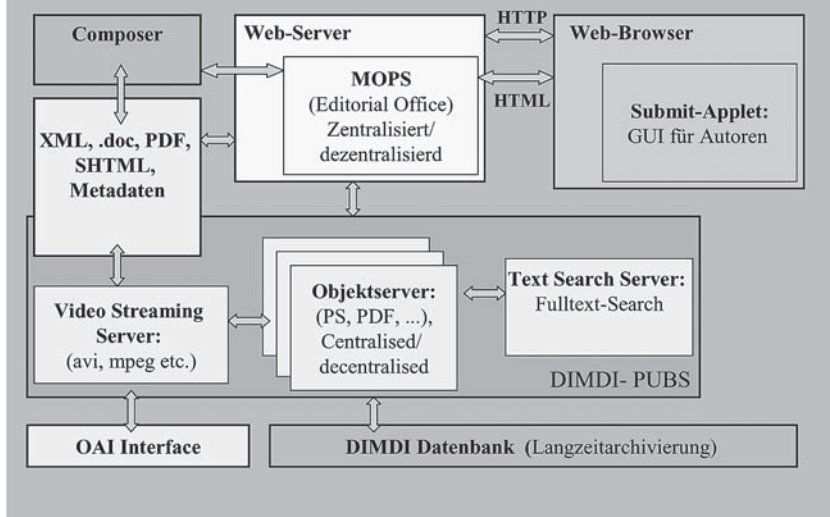 Composer
Web-Server
HTTP
Web-Browser
MOPS
(Editorial Office)
Zentralisiert/
dezentralisierd
HTML
Submit-Applet:
GUI für Autoren
XML, .doc, PDF,
SHTML,
Metadaten
Video Streaming
Server:
(avi, mpeg etc.)
Objektserver:
(PS, PDF, ...),
Centralised/
decentralised
Text Search Server:
Fulltext-Search
DIMDI- PUBS
OAI Interface
DIMDI Datenbank (Langzeitarchivierung)